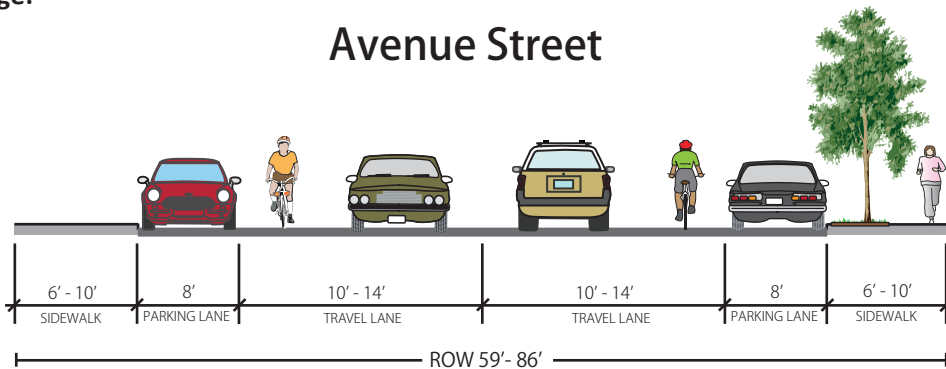 ge:
Avenue Street
6' - 10' 8' 10' - 14' 10' - 14' 8' 6' - 10'
SIDEWALK PARKING LANE TRAVEL LANE TRAVEL LANE PARKING LANE SIDEWALK
ROW 59'- 86'